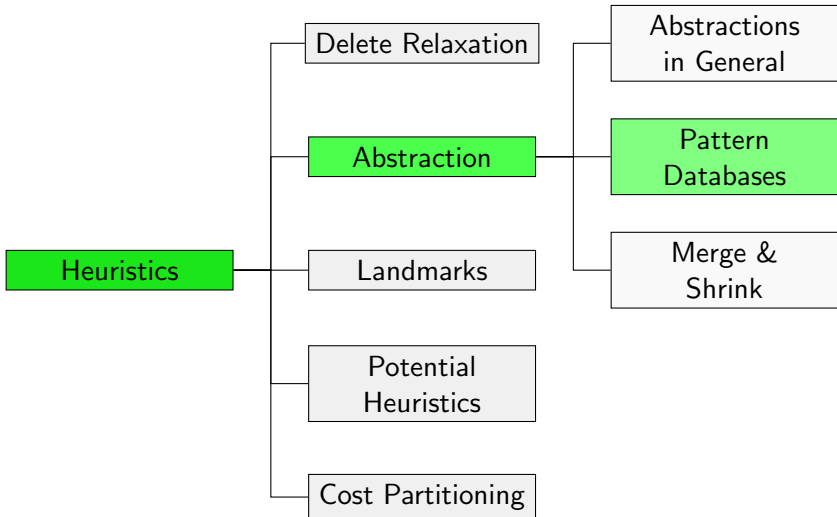 Heuristics
Delete Relaxation
Abstraction
Landmarks
Potential
Heuristics
Cost Partitioning
Abstractions
in General
Pattern
Databases
Merge &
Shrink